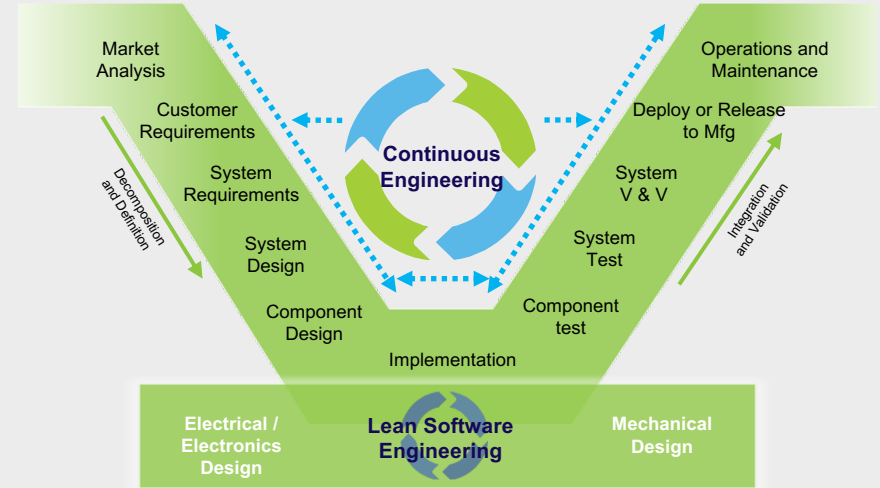 Market
Analysis
Customer
Requirements
System
Requirements
System
Design
Component
Design
Decomposition
and Definition
Continuous
Engineering
Implementation
Operations and
Maintenance
Deploy or Release
to Mfg
System
V & V
System
Test
Component
test
Integration
and Validation
Electrical /
Electronics
Design
Lean Software
Engineering
Mechanical
Design